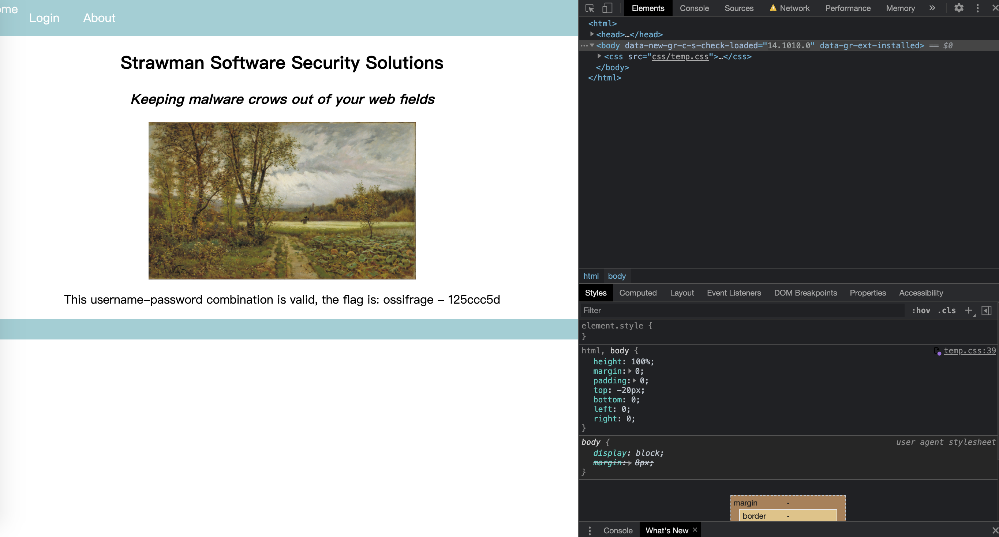 ome
Login About
Strawman Software Security Solutions
Keeping malware crows out of your web fields
This username-password combination is valid, the flag is: ossifrage - 125ccc5d
Elements Console Sources Network Performance Memory »
<html>
<head>…</head>
<body data-new-gr-c-s-check-loaded="14.1010.0" data-gr-ext-installed> == $0
<css src="css/temp.css">…</css>
</body>
</html>
html body
Styles Computed Layout Event Listeners DOM Breakpoints Properties Accessibility
Filter :hov .cls +
element.style {
}
html, body { temp.css:39
height: 100%;
margin: 0;
padding: 0;
top: -20px;
bottom: 0;
left: 0;
right: 0;
}
body { user agent stylesheet
display: block;
margin: 8px;
}
margin -
border -
Console What's New